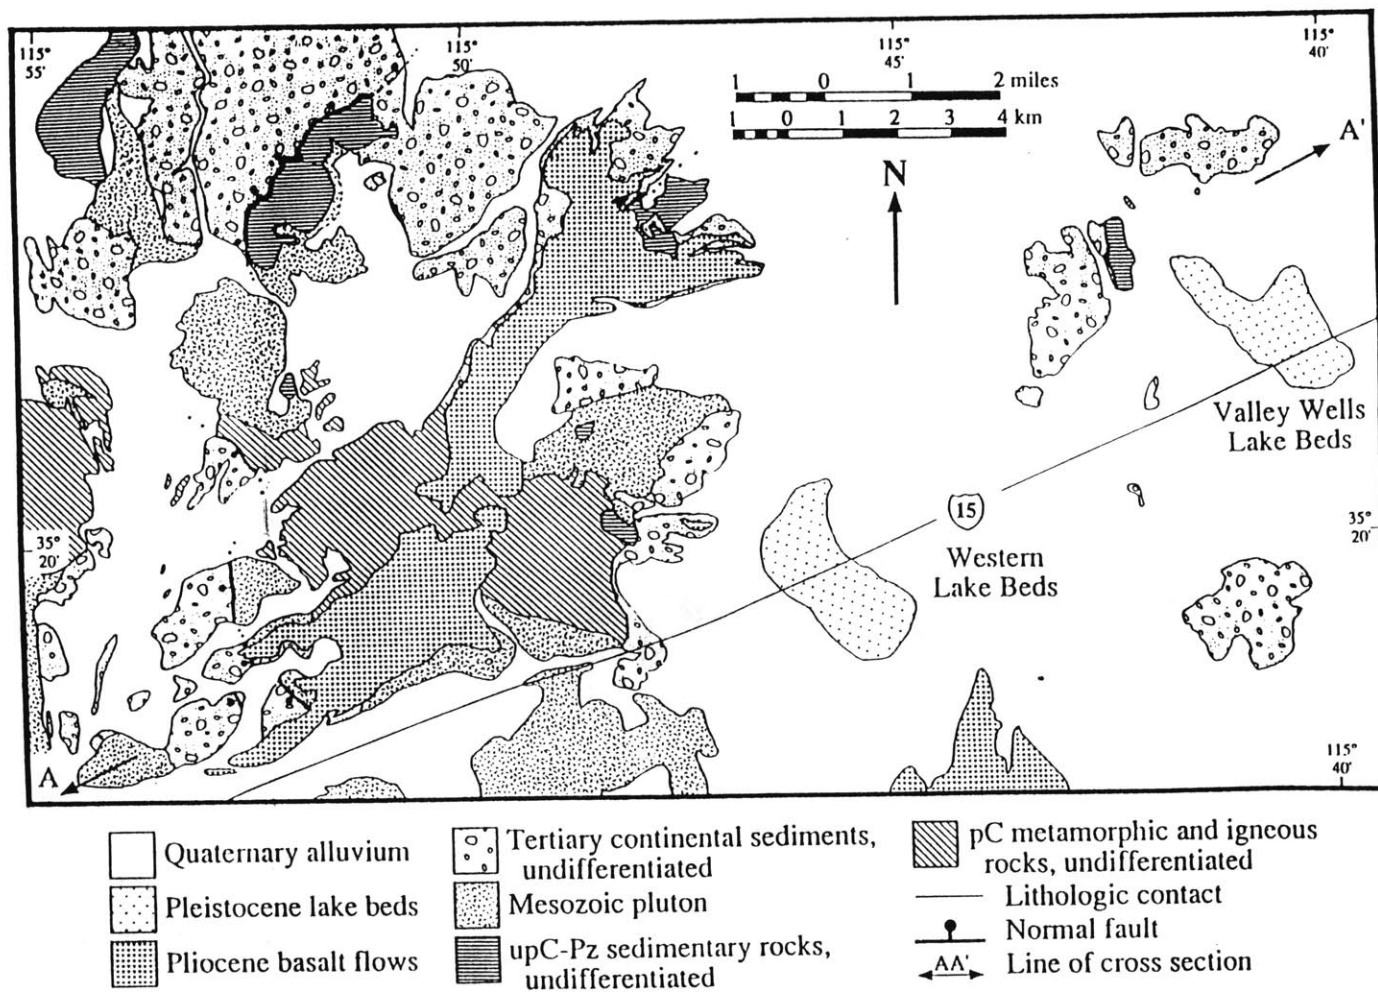 115° 55'
115° 50'
115° 45'
115° 40'
1 0 1 2 miles
1 0 1 2 3 4 km
A'
N
Valley Wells
Lake Beds
15
Western
Lake Beds
35° 20'
35° 20'
A
115° 40'
Quaternary alluvium
Pleistocene lake beds
Pliocene basalt flows
Tertiary continental sediments,
undifferentiated
Mesozoic pluton
upC-Pz sedimentary rocks,
undifferentiated
pC metamorphic and igneous
rocks, undifferentiated
Lithologic contact
Normal fault
AA'
Line of cross section